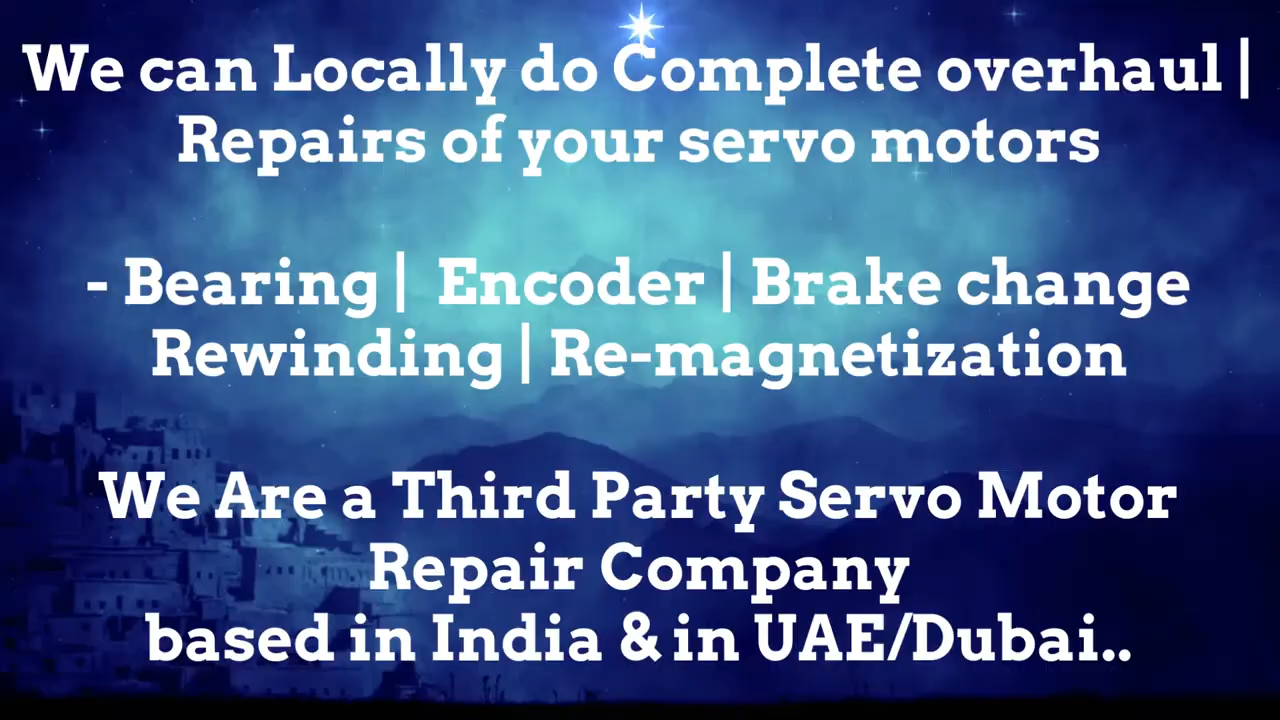 We can Locally do Complete overhaul |
Repairs of your servo motors
- Bearing | Encoder | Brake change
Rewinding | Re-magnetization
We Are a Third Party Servo Motor
Repair Company
based in India & in UAE/Dubai..